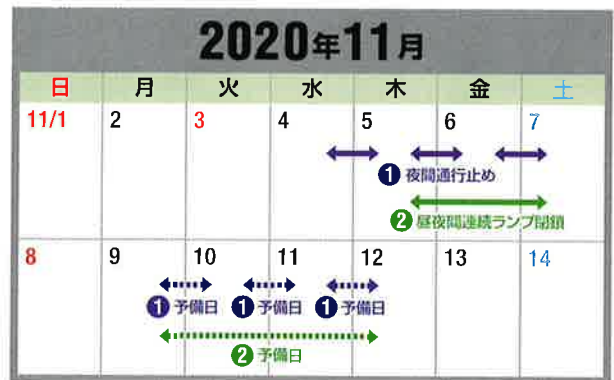 2020年11月
日 月 火 水 木 金 土
11/1 2 3 4 5 6 7
❶ 夜間通行止め
❷ 昼夜間連続ランプ閉鎖
8 9 10 11 12 13 14
❶ 予備日 ❶ 予備日 ❶ 予備日
❷ 予備日